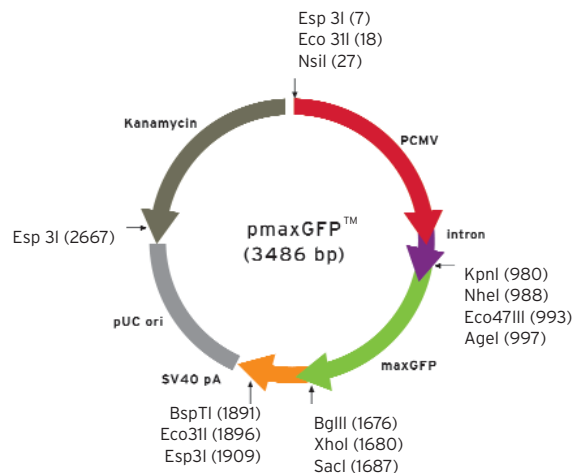 Esp 3I (7)
Eco 31I (18)
NsiI (27)
Kanamycin
PCMV
Esp 3I (2667)
pmaxGFP™
(3486 bp)
intron
KpnI (980)
NheI (988)
Eco47III (993)
AgeI (997)
pUC ori
maxGFP
SV40 pA
BspTI (1891)
Eco31I (1896)
Esp3I (1909)
BglII (1676)
XhoI (1680)
SacI (1687)